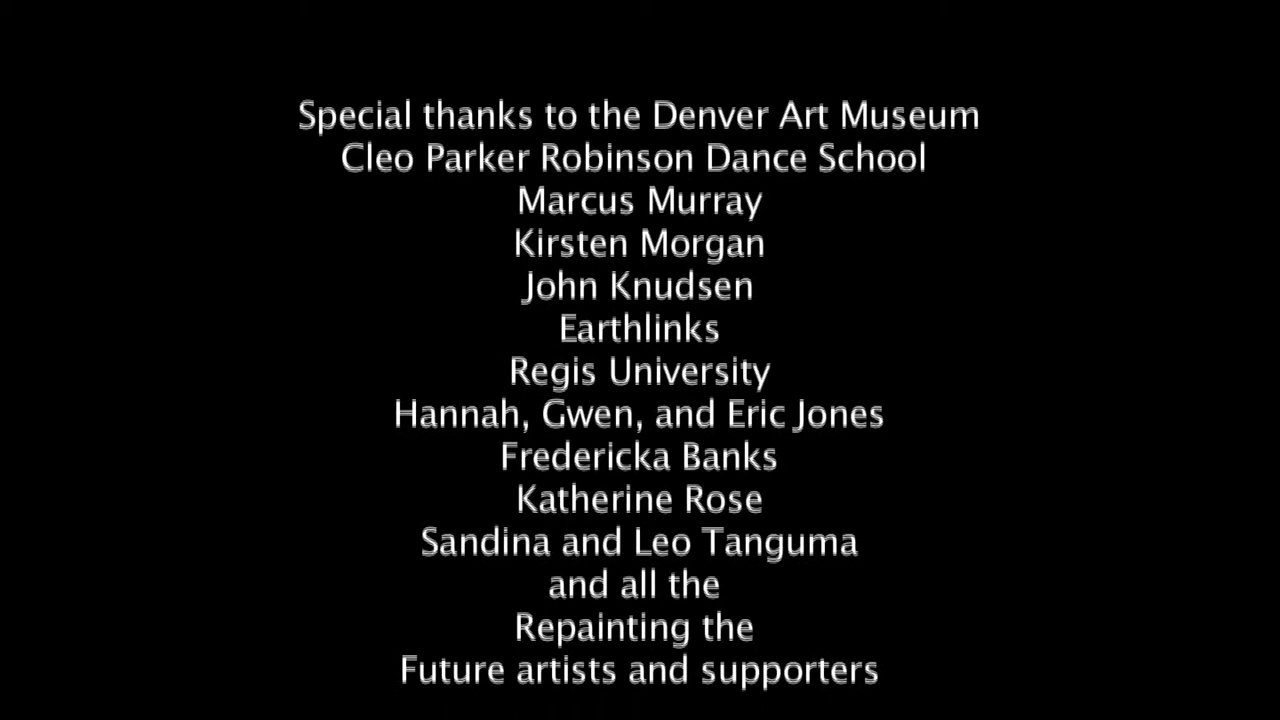 Special thanks to the Denver Art Museum
Cleo Parker Robinson Dance School
Marcus Murray
Kirsten Morgan
John Knudsen
Earthlinks
Regis University
Hannah, Gwen, and Eric Jones
Fredericka Banks
Katherine Rose
Sandina and Leo Tanguma
and all the
Repainting the
Future artists and supporters